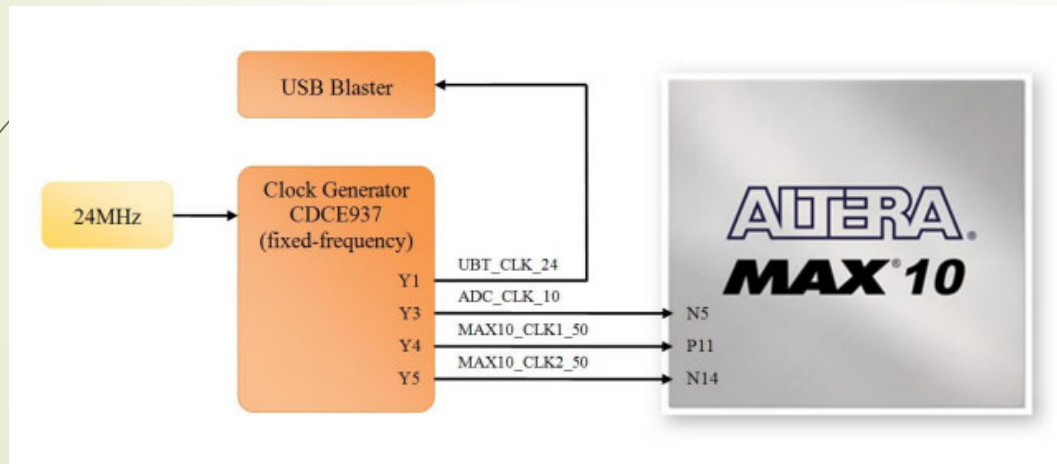 USB Blaster
24MHz
Clock Generator
CDCE937
(fixed-frequency)
Y1
UBT_CLK_24
Y3
ADC_CLK_10
N5
Y4
MAX10_CLK1_50
P11
Y5
MAX10_CLK2_50
N14
ALTERA®
MAX®10